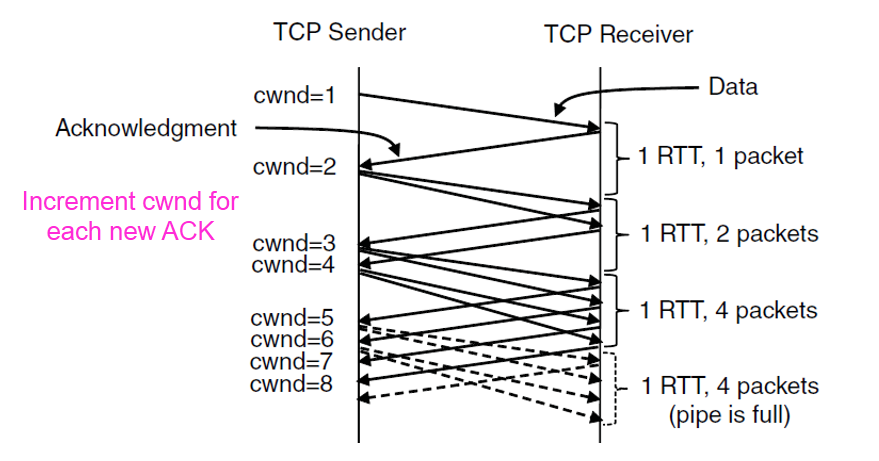 TCP Sender
TCP Receiver
cwnd=1
Data
Acknowledgment
1 RTT, 1 packet
cwnd=2
Increment cwnd for
each new ACK
1 RTT, 2 packets
cwnd=3
cwnd=4
1 RTT, 4 packets
cwnd=5
cwnd=6
cwnd=7
cwnd=8
1 RTT, 4 packets
(pipe is full)